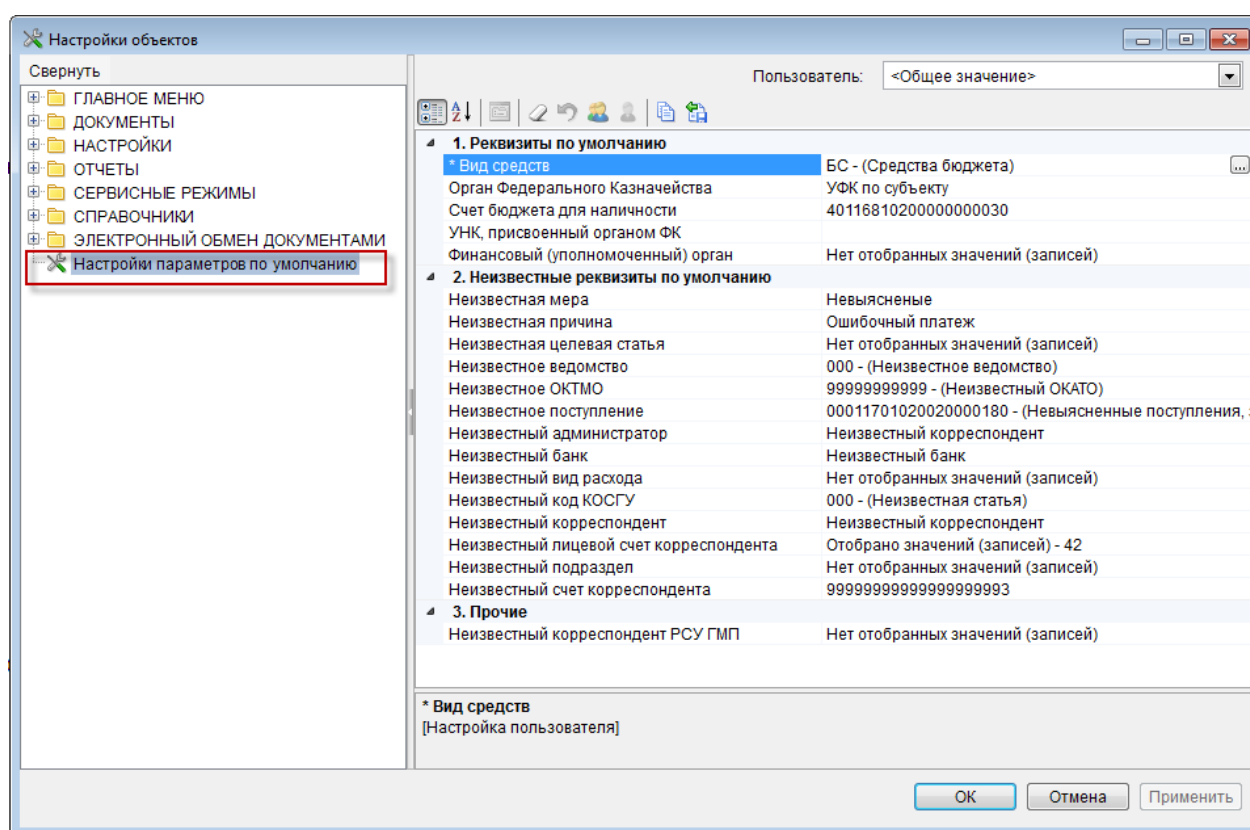 Настройки объектов
Свернуть
ГЛАВНОЕ МЕНЮ
ДОКУМЕНТЫ
НАСТРОЙКИ
ОТЧЕТЫ
СЕРВИСНЫЕ РЕЖИМЫ
СПРАВОЧНИКИ
ЭЛЕКТРОННЫЙ ОБМЕН ДОКУМЕНТАМИ
Настройки параметров по умолчанию
Пользователь: <Общее значение>
1. Реквизиты по умолчанию
* Вид средств БС - (Средства бюджета) ...
Орган Федерального Казначейства УФК по субъекту
Счет бюджета для наличности 40116810200000000030
УНК, присвоенный органом ФК
Финансовый (уполномоченный) орган Нет отобранных значений (записей)
2. Неизвестные реквизиты по умолчанию
Неизвестная мера Невыясненые
Неизвестная причина Ошибочный платеж
Неизвестная целевая статья Нет отобранных значений (записей)
Неизвестное ведомство 000 - (Неизвестное ведомство)
Неизвестное ОКТМО 99999999999 - (Неизвестный ОКАТО)
Неизвестное поступление 00011701020020000180 - (Невыясненные поступления,
Неизвестный администратор Неизвестный корреспондент
Неизвестный банк Неизвестный банк
Неизвестный вид расхода Нет отобранных значений (записей)
Неизвестный код КОСГУ 000 - (Неизвестная статья)
Неизвестный корреспондент Неизвестный корреспондент
Неизвестный лицевой счет корреспондента Отобрано значений (записей) - 42
Неизвестный подраздел Нет отобранных значений (записей)
Неизвестный счет корреспондента 99999999999999999993
3. Прочие
Неизвестный корреспондент РСУ ГМП Нет отобранных значений (записей)
* Вид средств
[Настройка пользователя]
ОК Отмена Применить